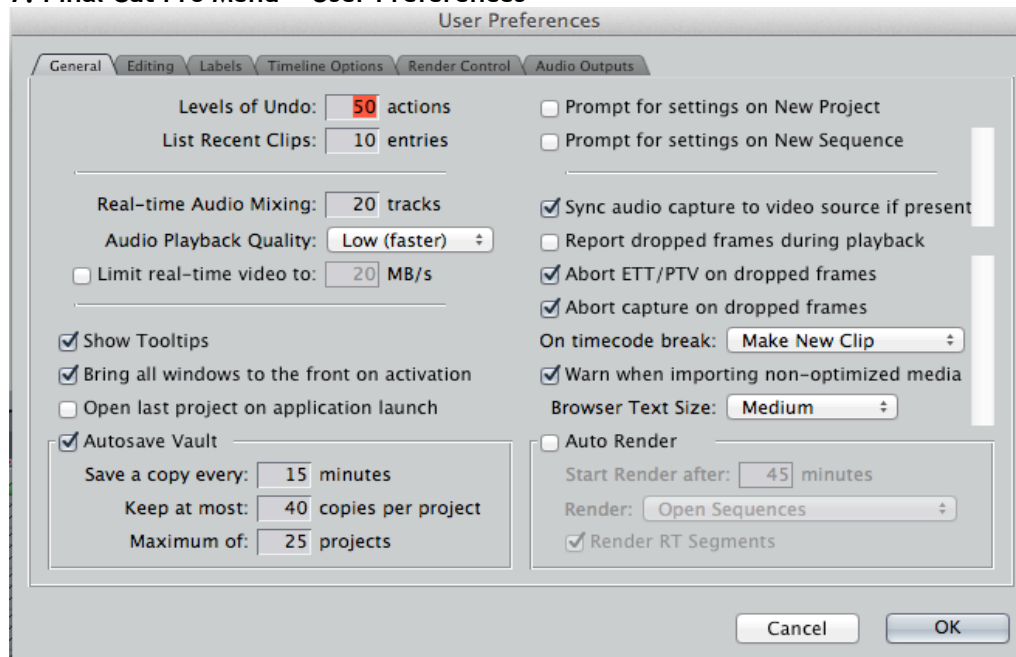 7. Final Cut Pro Menu – User Preferences
User Preferences
General Editing Labels Timeline Options Render Control Audio Outputs
Levels of Undo: 50 actions
List Recent Clips: 10 entries
Real-time Audio Mixing: 20 tracks
Audio Playback Quality: Low (faster)
Limit real-time video to: 20 MB/s
Show Tooltips
Bring all windows to the front on activation
Open last project on application launch
Autosave Vault
Save a copy every: 15 minutes
Keep at most: 40 copies per project
Maximum of: 25 projects
Prompt for settings on New Project
Prompt for settings on New Sequence
Sync audio capture to video source if present
Report dropped frames during playback
Abort ETT/PTV on dropped frames
Abort capture on dropped frames
On timecode break: Make New Clip
Warn when importing non-optimized media
Browser Text Size: Medium
Auto Render
Start Render after: 45 minutes
Render: Open Sequences
Render RT Segments
Cancel OK